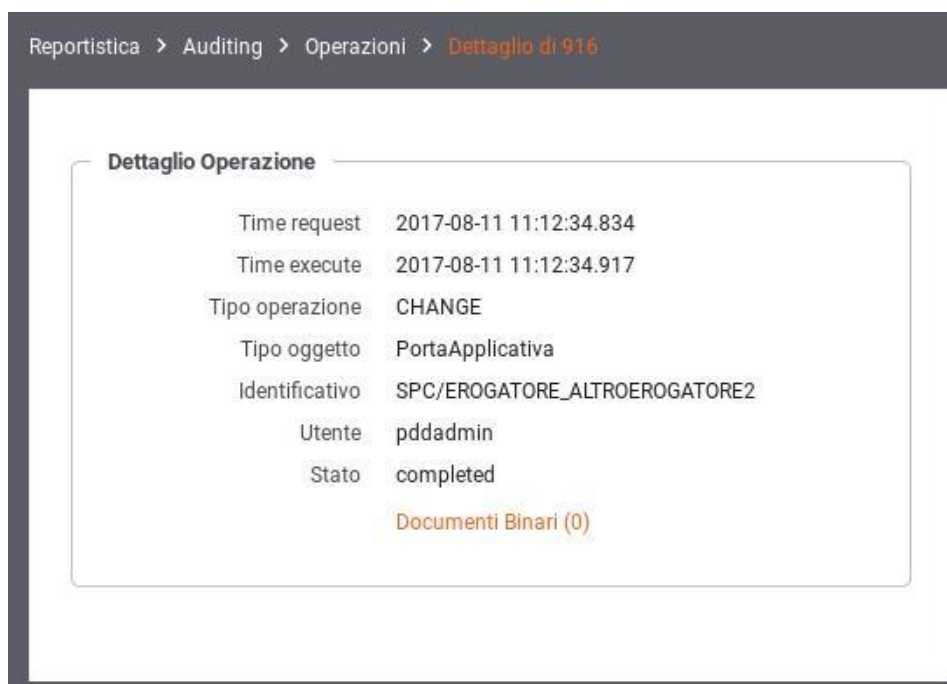 Reportistica > Auditing > Operazioni > Dettaglio di 916
Dettaglio Operazione
Time request 2017-08-11 11:12:34.834
Time execute 2017-08-11 11:12:34.917
Tipo operazione CHANGE
Tipo oggetto PortaApplicativa
Identificativo SPC/EROGATORE_ALTROEROGATORE2
Utente pddadmin
Stato completed
Documenti Binari (0)